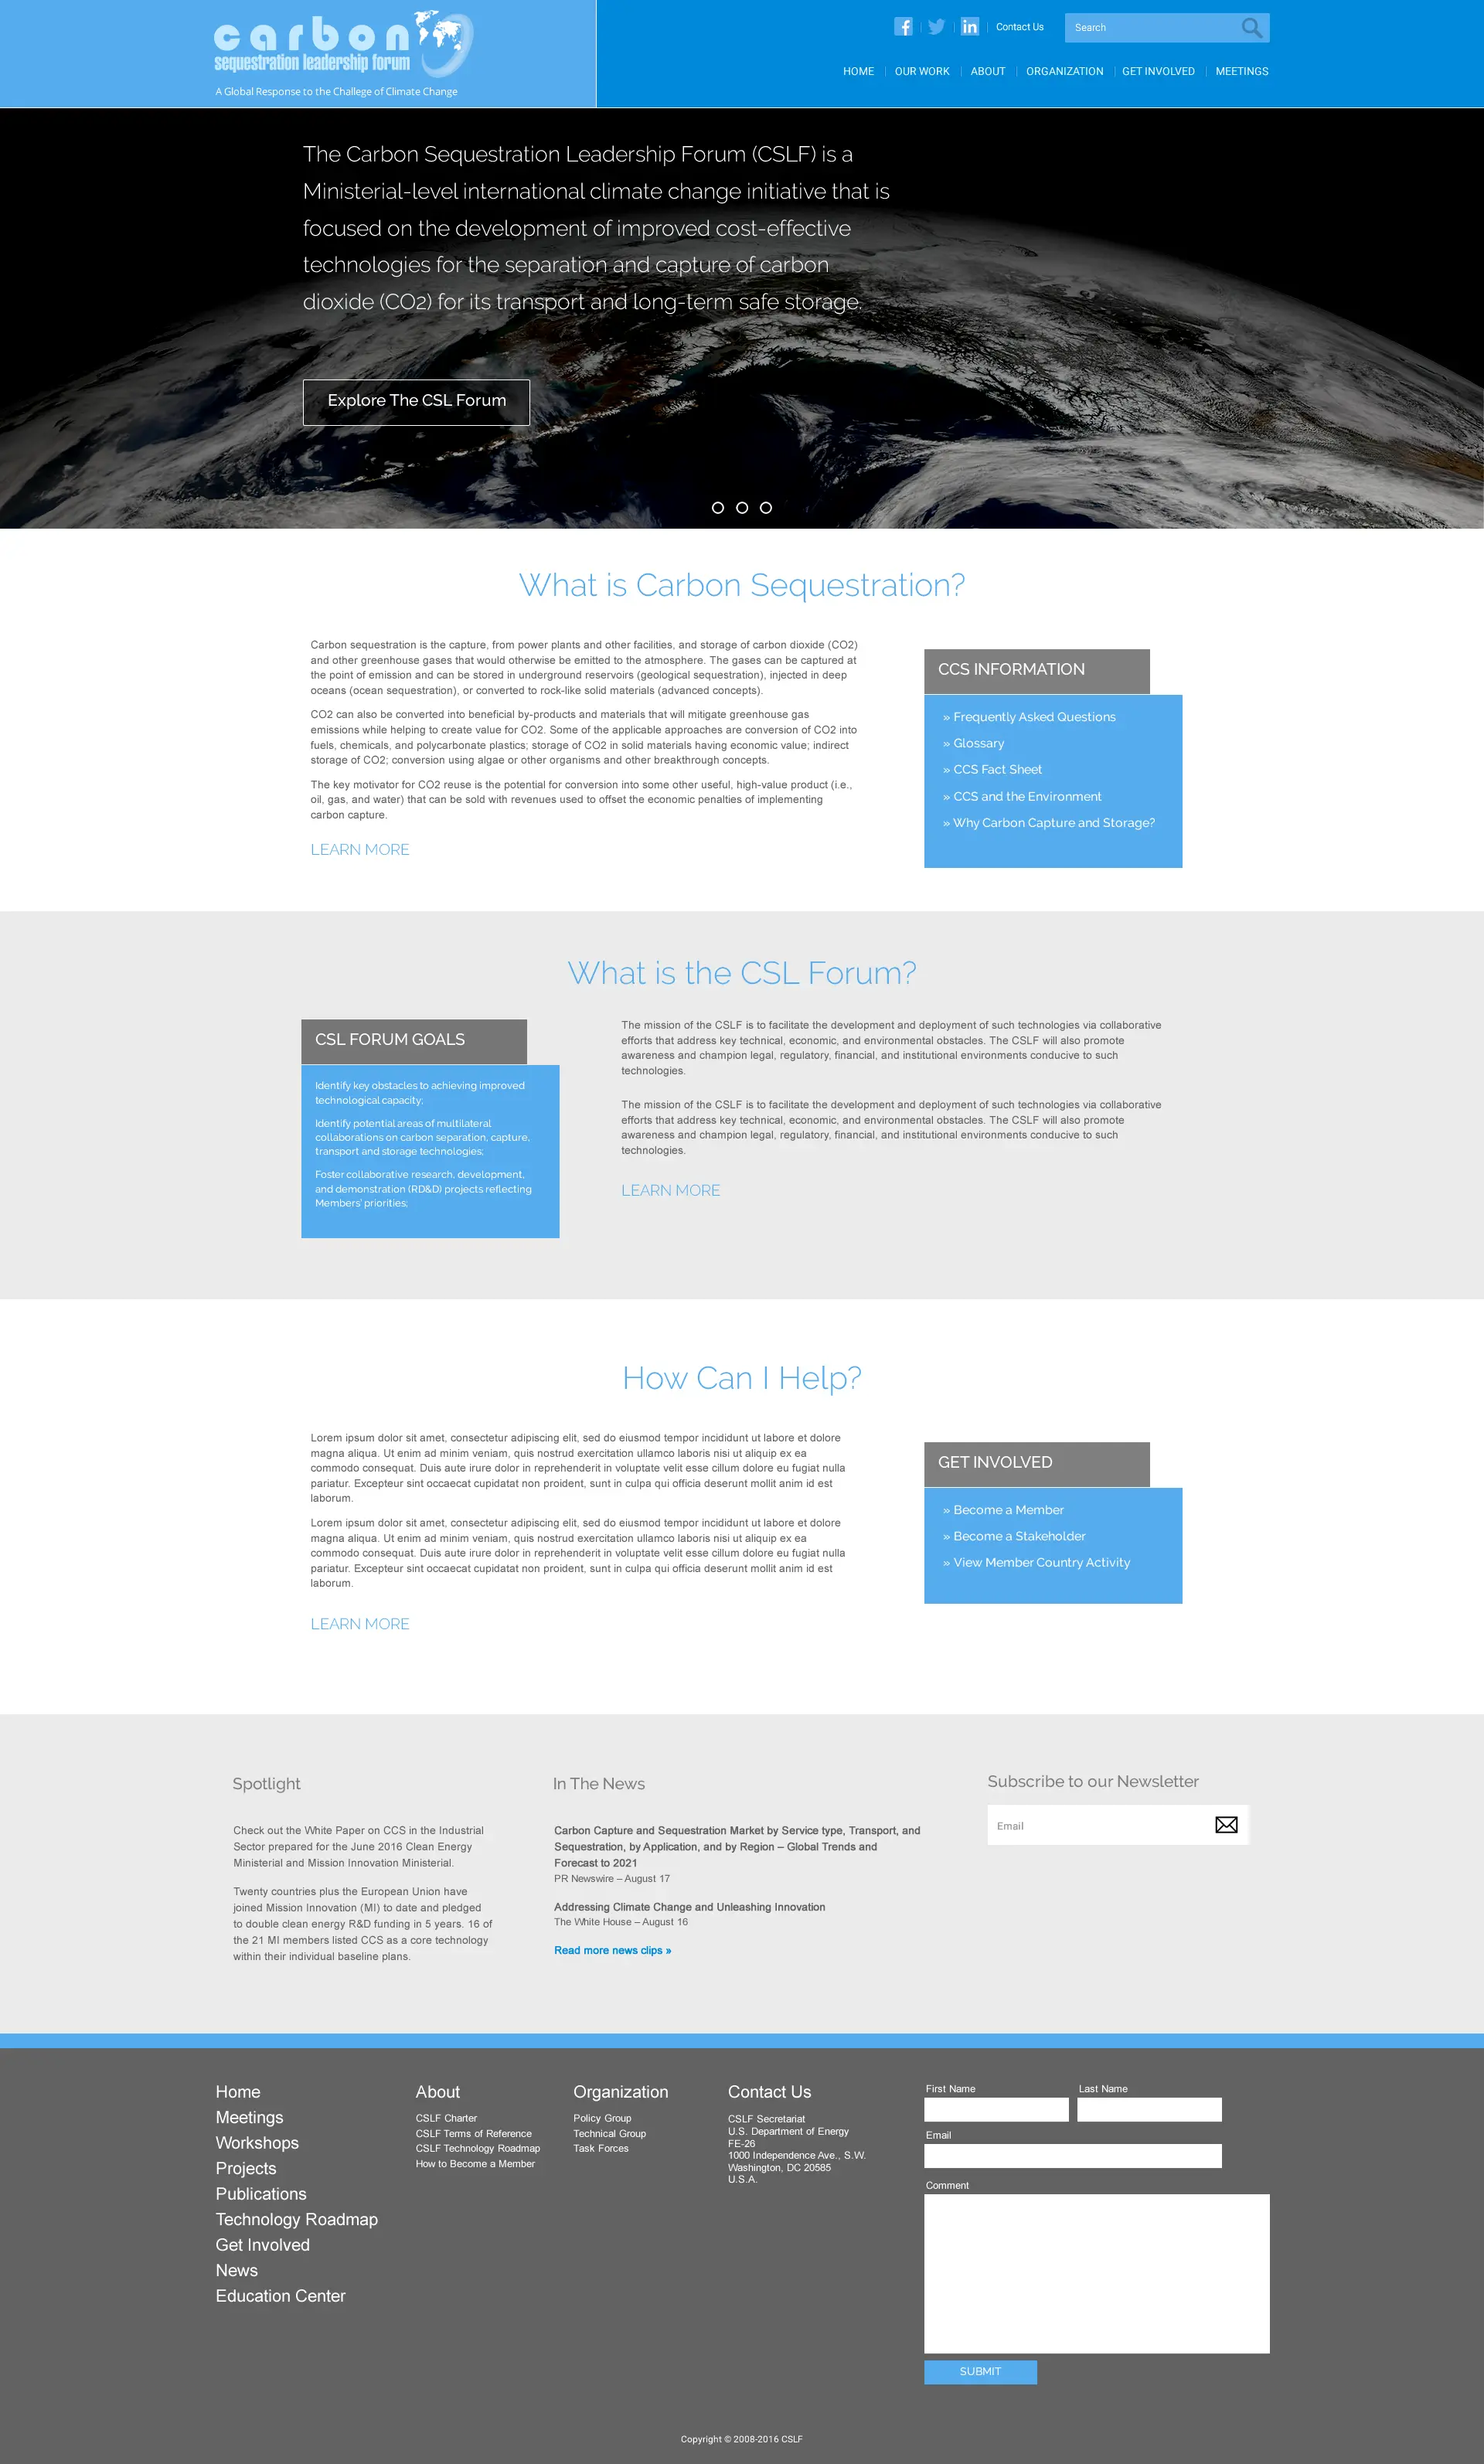 carbon
sequestration leadership forum
A Global Response to the Challege of Climate Change
Contact Us
Search
HOME
OUR WORK
ABOUT
ORGANIZATION
GET INVOLVED
MEETINGS
The Carbon Sequestration Leadership Forum (CSLF) is a
Ministerial-level international climate change initiative that is
focused on the development of improved cost-effective
technologies for the separation and capture of carbon
dioxide (CO2) for its transport and long-term safe storage.
Explore The CSL Forum
What is Carbon Sequestration?
Carbon sequestration is the capture, from power plants and other facilities, and storage of carbon dioxide (CO2)
and other greenhouse gases that would otherwise be emitted to the atmosphere. The gases can be captured at
the point of emission and can be stored in underground reservoirs (geological sequestration), injected in deep
oceans (ocean sequestration), or converted to rock-like solid materials (advanced concepts).
CO2 can also be converted into beneficial by-products and materials that will mitigate greenhouse gas
emissions while helping to create value for CO2. Some of the applicable approaches are conversion of CO2 into
fuels, chemicals, and polycarbonate plastics; storage of CO2 in solid materials having economic value; indirect
storage of CO2; conversion using algae or other organisms and other breakthrough concepts.
The key motivator for CO2 reuse is the potential for conversion into some other useful, high-value product (i.e.,
oil, gas, and water) that can be sold with revenues used to offset the economic penalties of implementing
carbon capture.
LEARN MORE
CCS INFORMATION
» Frequently Asked Questions
» Glossary
» CCS Fact Sheet
» CCS and the Environment
» Why Carbon Capture and Storage?
What is the CSL Forum?
CSL FORUM GOALS
Identify key obstacles to achieving improved
technological capacity;
Identify potential areas of multilateral
collaborations on carbon separation, capture,
transport and storage technologies;
Foster collaborative research, development,
and demonstration (RD&D) projects reflecting
Members' priorities;
The mission of the CSLF is to facilitate the development and deployment of such technologies via collaborative
efforts that address key technical, economic, and environmental obstacles. The CSLF will also promote
awareness and champion legal, regulatory, financial, and institutional environments conducive to such
technologies.
The mission of the CSLF is to facilitate the development and deployment of such technologies via collaborative
efforts that address key technical, economic, and environmental obstacles. The CSLF will also promote
awareness and champion legal, regulatory, financial, and institutional environments conducive to such
technologies.
LEARN MORE
How Can I Help?
Lorem ipsum dolor sit amet, consectetur adipiscing elit, sed do eiusmod tempor incididunt ut labore et dolore
magna aliqua. Ut enim ad minim veniam, quis nostrud exercitation ullamco laboris nisi ut aliquip ex ea
commodo consequat. Duis aute irure dolor in reprehenderit in voluptate velit esse cillum dolore eu fugiat nulla
pariatur. Excepteur sint occaecat cupidatat non proident, sunt in culpa qui officia deserunt mollit anim id est
laborum.
Lorem ipsum dolor sit amet, consectetur adipiscing elit, sed do eiusmod tempor incididunt ut labore et dolore
magna aliqua. Ut enim ad minim veniam, quis nostrud exercitation ullamco laboris nisi ut aliquip ex ea
commodo consequat. Duis aute irure dolor in reprehenderit in voluptate velit esse cillum dolore eu fugiat nulla
pariatur. Excepteur sint occaecat cupidatat non proident, sunt in culpa qui officia deserunt mollit anim id est
laborum.
LEARN MORE
GET INVOLVED
» Become a Member
» Become a Stakeholder
» View Member Country Activity
Spotlight
Check out the White Paper on CCS in the Industrial
Sector prepared for the June 2016 Clean Energy
Ministerial and Mission Innovation Ministerial.
Twenty countries plus the European Union have
joined Mission Innovation (MI) to date and pledged
to double clean energy R&D funding in 5 years. 16 of
the 21 MI members listed CCS as a core technology
within their individual baseline plans.
In The News
Carbon Capture and Sequestration Market by Service type, Transport, and
Sequestration, by Application, and by Region – Global Trends and
Forecast to 2021
PR Newswire – August 17
Addressing Climate Change and Unleashing Innovation
The White House – August 16
Read more news clips »
Subscribe to our Newsletter
Email
Home
Meetings
Workshops
Projects
Publications
Technology Roadmap
Get Involved
News
Education Center
About
CSLF Charter
CSLF Terms of Reference
CSLF Technology Roadmap
How to Become a Member
Organization
Policy Group
Technical Group
Task Forces
Contact Us
CSLF Secretariat
U.S. Department of Energy
FE-26
1000 Independence Ave., S.W.
Washington, DC 20585
U.S.A.
First Name
Last Name
Email
Comment
SUBMIT
Copyright © 2008-2016 CSLF